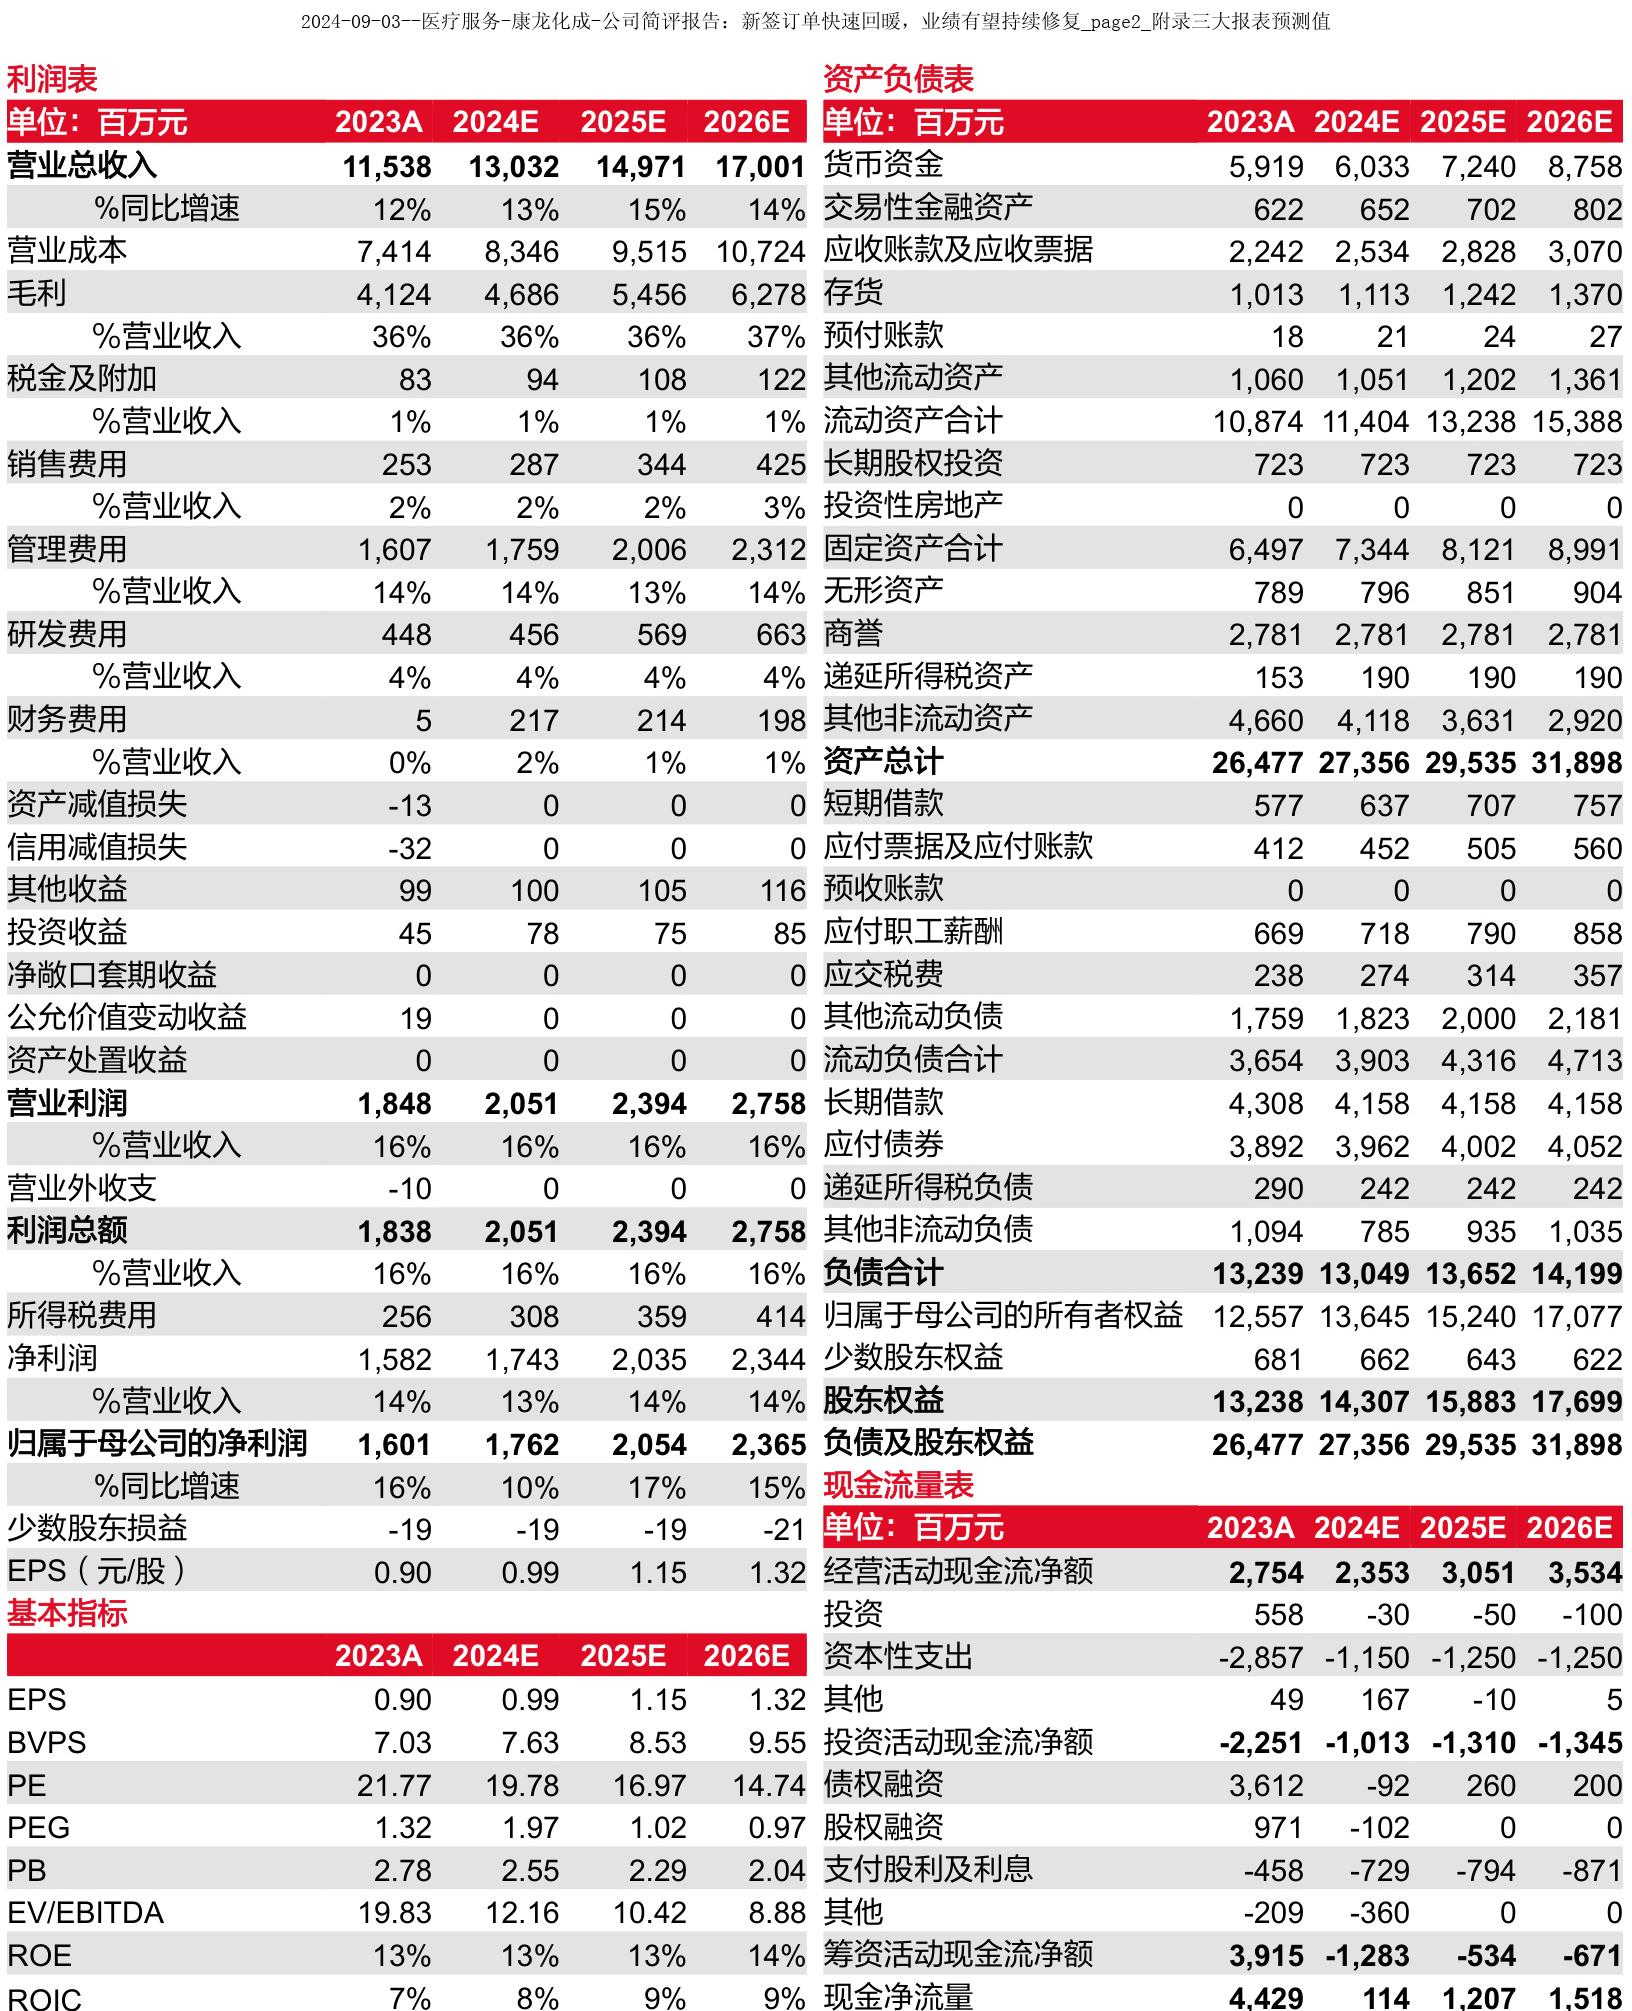 2024-09-03--医疗服务-康龙化成-公司简评报告：新签订单快速回暖，业绩有望持续修复_page2_附录三大报表预测值
利润表
单位：百万元 2023A 2024E 2025E 2026E
营业总收入 11,538 13,032 14,971 17,001
%同比增速 12% 13% 15% 14%
营业成本 7,414 8,346 9,515 10,724
毛利 4,124 4,686 5,456 6,278
%营业收入 36% 36% 36% 37%
税金及附加 83 94 108 122
%营业收入 1% 1% 1% 1%
销售费用 253 287 344 425
%营业收入 2% 2% 2% 3%
管理费用 1,607 1,759 2,006 2,312
%营业收入 14% 14% 13% 14%
研发费用 448 456 569 663
%营业收入 4% 4% 4% 4%
财务费用 5 217 214 198
%营业收入 0% 2% 1% 1%
资产减值损失 -13 0 0 0
信用减值损失 -32 0 0 0
其他收益 99 100 105 116
投资收益 45 78 75 85
净敞口套期收益 0 0 0 0
公允价值变动收益 19 0 0 0
资产处置收益 0 0 0 0
营业利润 1,848 2,051 2,394 2,758
%营业收入 16% 16% 16% 16%
营业外收支 -10 0 0 0
利润总额 1,838 2,051 2,394 2,758
%营业收入 16% 16% 16% 16%
所得税费用 256 308 359 414
净利润 1,582 1,743 2,035 2,344
%营业收入 14% 13% 14% 14%
归属于母公司的净利润 1,601 1,762 2,054 2,365
%同比增速 16% 10% 17% 15%
少数股东损益 -19 -19 -19 -21
EPS（元/股） 0.90 0.99 1.15 1.32
基本指标
2023A 2024E 2025E 2026E
EPS 0.90 0.99 1.15 1.32
BVPS 7.03 7.63 8.53 9.55
PE 21.77 19.78 16.97 14.74
PEG 1.32 1.97 1.02 0.97
PB 2.78 2.55 2.29 2.04
EV/EBITDA 19.83 12.16 10.42 8.88
ROE 13% 13% 13% 14%
ROIC 7% 8% 9% 9%
资产负债表
单位：百万元 2023A 2024E 2025E 2026E
货币资金 5,919 6,033 7,240 8,758
交易性金融资产 622 652 702 802
应收账款及应收票据 2,242 2,534 2,828 3,070
存货 1,013 1,113 1,242 1,370
预付账款 18 21 24 27
其他流动资产 1,060 1,051 1,202 1,361
流动资产合计 10,874 11,404 13,238 15,388
长期股权投资 723 723 723 723
投资性房地产 0 0 0 0
固定资产合计 6,497 7,344 8,121 8,991
无形资产 789 796 851 904
商誉 2,781 2,781 2,781 2,781
递延所得税资产 153 190 190 190
其他非流动资产 4,660 4,118 3,631 2,920
资产总计 26,477 27,356 29,535 31,898
短期借款 577 637 707 757
应付票据及应付账款 412 452 505 560
预收账款 0 0 0 0
应付职工薪酬 669 718 790 858
应交税费 238 274 314 357
其他流动负债 1,759 1,823 2,000 2,181
流动负债合计 3,654 3,903 4,316 4,713
长期借款 4,308 4,158 4,158 4,158
应付债券 3,892 3,962 4,002 4,052
递延所得税负债 290 242 242 242
其他非流动负债 1,094 785 935 1,035
负债合计 13,239 13,049 13,652 14,199
归属于母公司的所有者权益 12,557 13,645 15,240 17,077
少数股东权益 681 662 643 622
股东权益 13,238 14,307 15,883 17,699
负债及股东权益 26,477 27,356 29,535 31,898
现金流量表
单位：百万元 2023A 2024E 2025E 2026E
经营活动现金流净额 2,754 2,353 3,051 3,534
投资 558 -30 -50 -100
资本性支出 -2,857 -1,150 -1,250 -1,250
其他 49 167 -10 5
投资活动现金流净额 -2,251 -1,013 -1,310 -1,345
债权融资 3,612 -92 260 200
股权融资 971 -102 0 0
支付股利及利息 -458 -729 -794 -871
其他 -209 -360 0 0
筹资活动现金流净额 3,915 -1,283 -534 -671
现金净流量 4,429 114 1,207 1,518